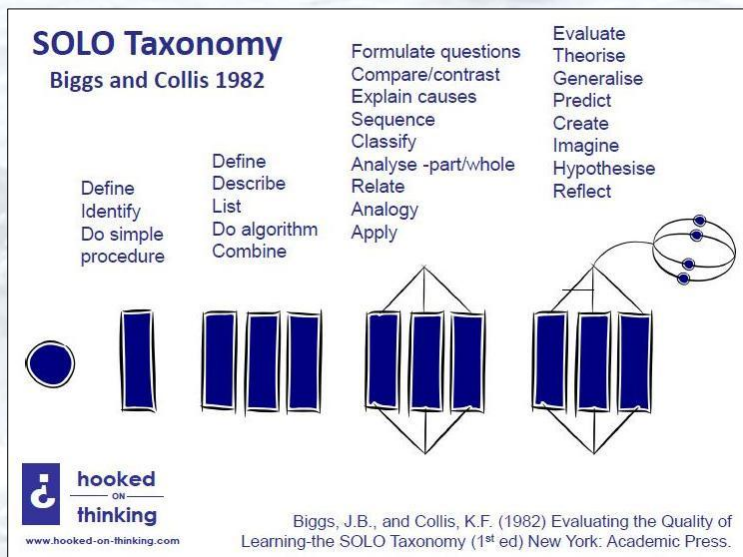 SOLO Taxonomy
Biggs and Collis 1982
Define
Identify
Do simple
procedure
Define
Describe
List
Do algorithm
Combine
Formulate questions
Compare/contrast
Explain causes
Sequence
Classify
Analyse -part/whole
Relate
Analogy
Apply
Evaluate
Theorise
Generalise
Predict
Create
Imagine
Hypothesise
Reflect
¿
hooked
ON
thinking
www.hooked-on-thinking.com
Biggs, J.B., and Collis, K.F. (1982) Evaluating the Quality of
Learning-the SOLO Taxonomy (1st ed) New York: Academic Press.